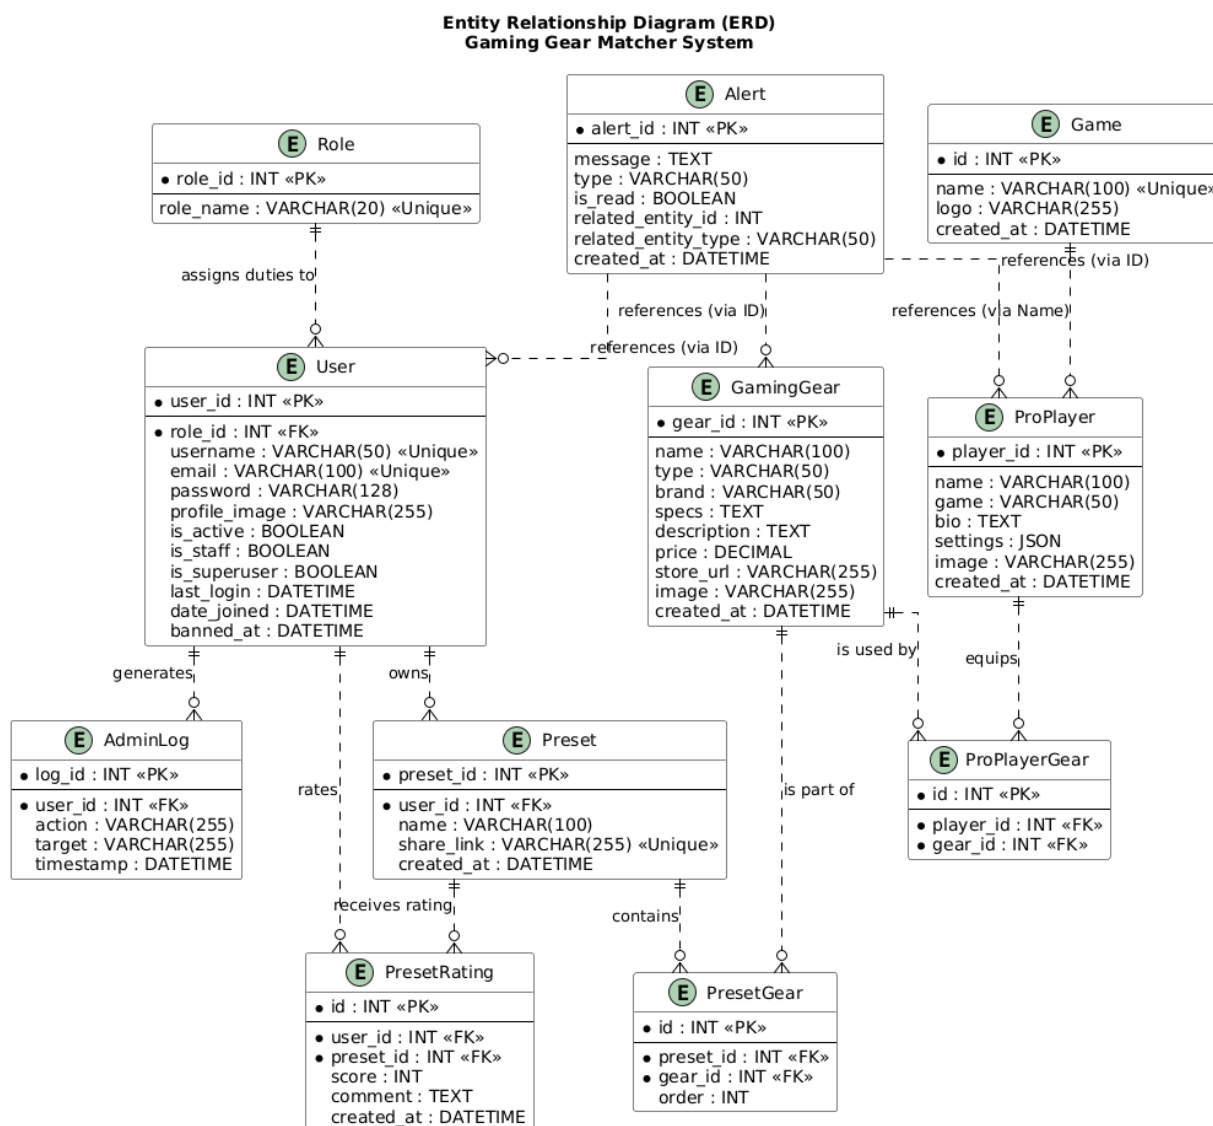 Entity Relationship Diagram (ERD)
Gaming Gear Matcher System
E Alert
alert_id : INT «PK»
message : TEXT
type : VARCHAR(50)
is_read : BOOLEAN
related_entity_id : INT
related_entity_type : VARCHAR(50)
created_at : DATETIME
E Game
id : INT «PK»
name : VARCHAR(100) «Unique»
logo : VARCHAR(255)
created_at : DATETIME
E Role
role_id : INT «PK»
role_name : VARCHAR(20) «Unique»
assigns duties to
references (via ID)
references (via ID)
references (via Name)
references (via ID)
E User
user_id : INT «PK»
role_id : INT «FK»
username : VARCHAR(50) «Unique»
email : VARCHAR(100) «Unique»
password : VARCHAR(128)
profile_image : VARCHAR(255)
is_active : BOOLEAN
is_staff : BOOLEAN
is_superuser : BOOLEAN
last_login : DATETIME
date_joined : DATETIME
banned_at : DATETIME
E GamingGear
gear_id : INT «PK»
name : VARCHAR(100)
type : VARCHAR(50)
brand : VARCHAR(50)
specs : TEXT
description : TEXT
price : DECIMAL
store_url : VARCHAR(255)
image : VARCHAR(255)
created_at : DATETIME
E ProPlayer
player_id : INT «PK»
name : VARCHAR(100)
game : VARCHAR(50)
bio : TEXT
settings : JSON
image : VARCHAR(255)
created_at : DATETIME
generates
owns
is used by
equips
E AdminLog
log_id : INT «PK»
user_id : INT «FK»
action : VARCHAR(255)
target : VARCHAR(255)
timestamp : DATETIME
rates
E Preset
preset_id : INT «PK»
user_id : INT «FK»
name : VARCHAR(100)
share_link : VARCHAR(255) «Unique»
created_at : DATETIME
is part of
E ProPlayerGear
id : INT «PK»
player_id : INT «FK»
gear_id : INT «FK»
receives rating
contains
E PresetRating
id : INT «PK»
user_id : INT «FK»
preset_id : INT «FK»
score : INT
comment : TEXT
created_at : DATETIME
E PresetGear
id : INT «PK»
preset_id : INT «FK»
gear_id : INT «FK»
order : INT